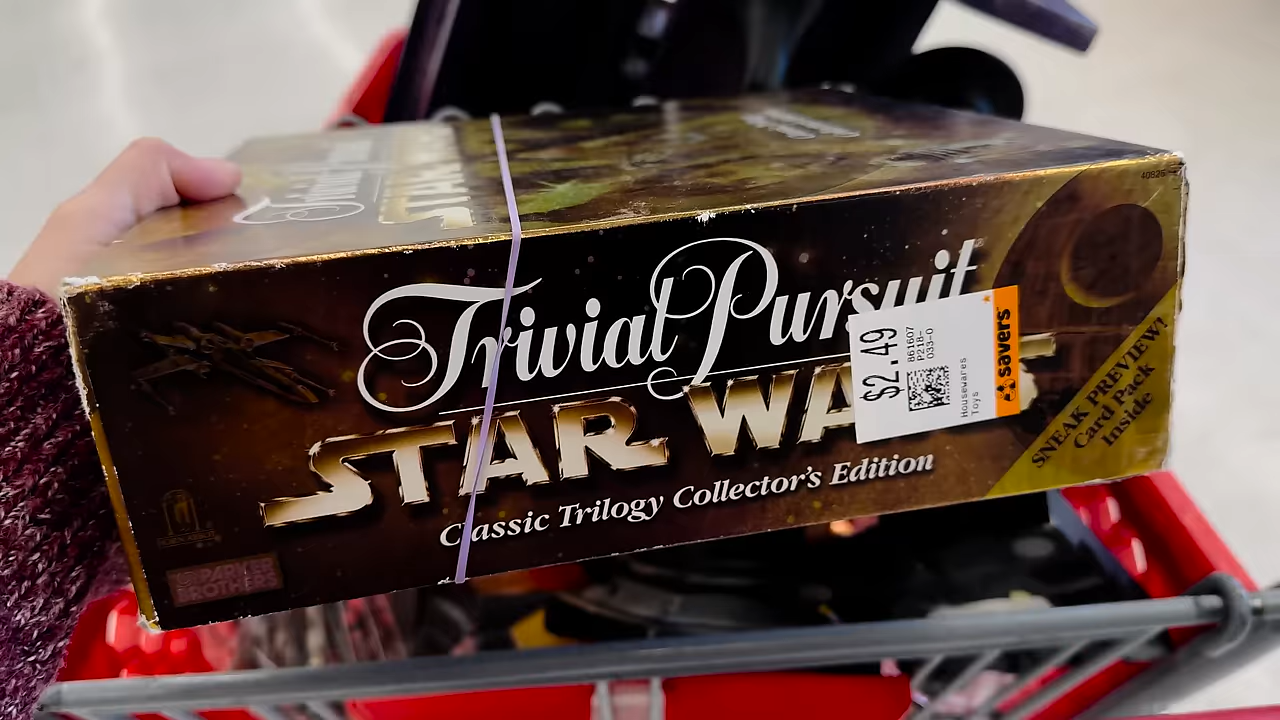 Trivial Pursuit
STAR WA
Classic Trilogy Collector's Edition
PARKER
BROTHERS
$2.49
861607
P218-
033-0
Housewares
Toys
savers
SNEAK PREVIEW!
Card Pack
Inside